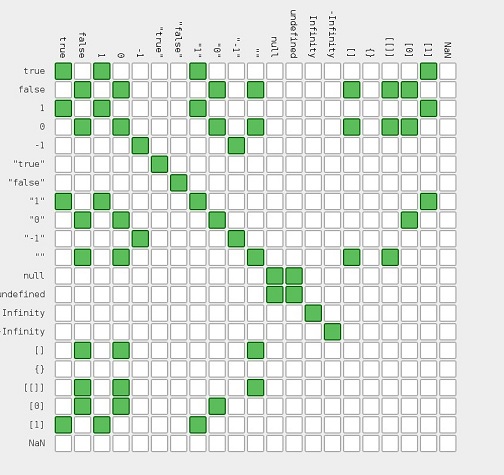 true false 1 0 -1 "true" "false" "1" "0" "-1" "" null undefined Infinity -Infinity [] {} [[]] [0] [1] NaN
true
false
1
0
-1
"true"
"false"
"1"
"0"
"-1"
""
null
undefined
Infinity
-Infinity
[]
{}
[[]]
[0]
[1]
NaN